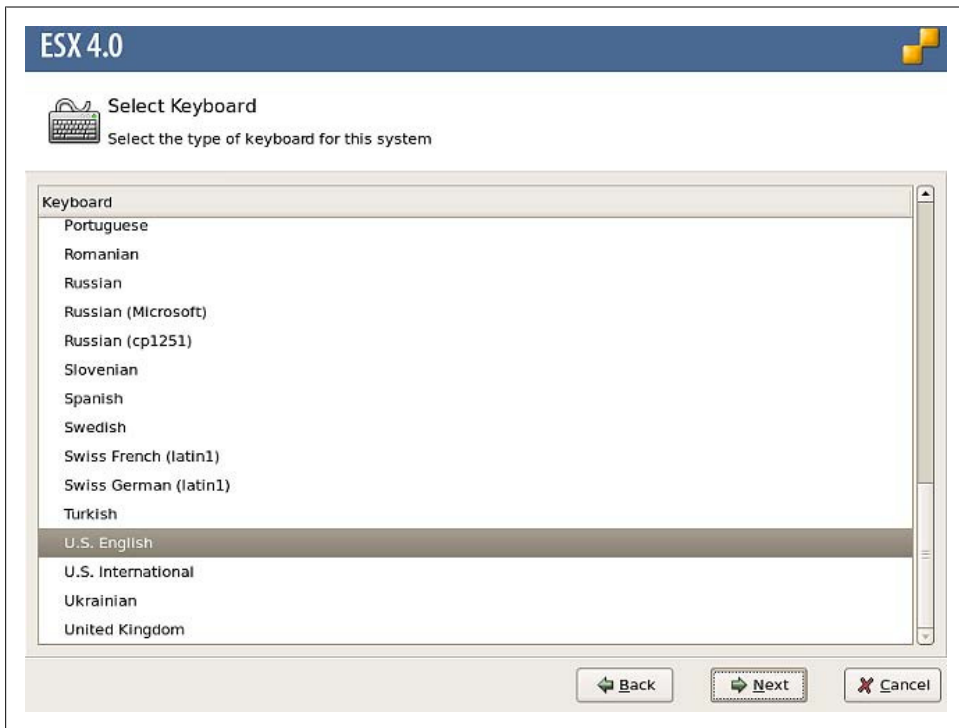 ESX 4.0
Select Keyboard
Select the type of keyboard for this system
Keyboard
Portuguese
Romanian
Russian
Russian (Microsoft)
Russian (cp1251)
Slovenian
Spanish
Swedish
Swiss French (latin1)
Swiss German (latin1)
Turkish
U.S. English
U.S. International
Ukrainian
United Kingdom
Back Next Cancel